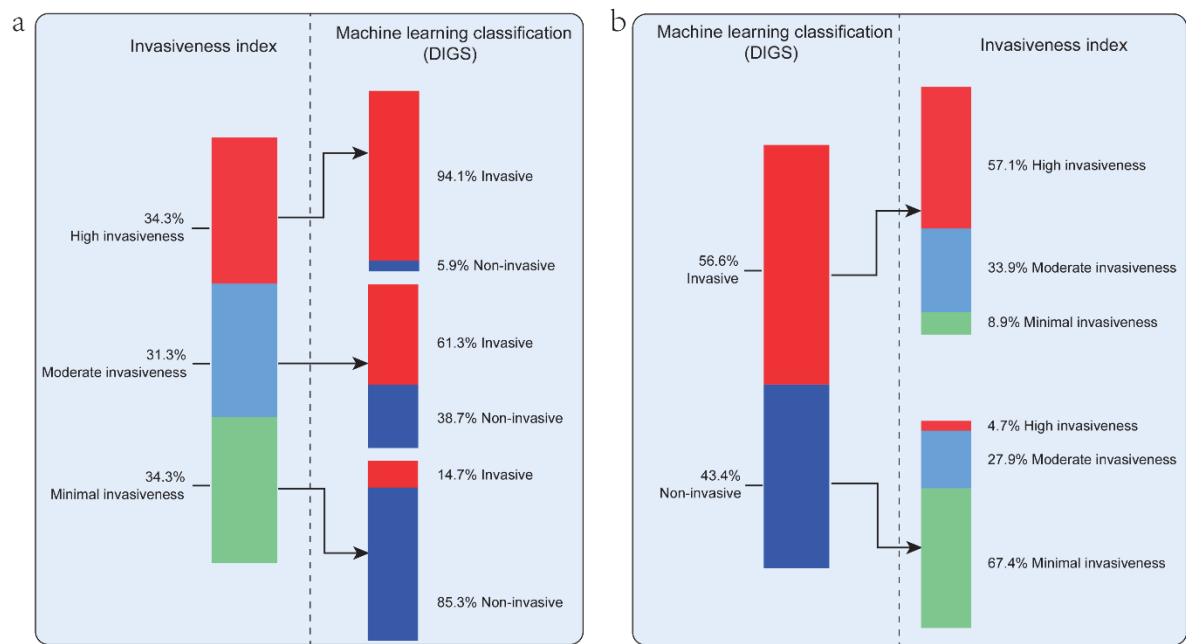 a
Invasiveness index
Machine learning classification
(DIGS)
34.3%
High invasiveness
94.1% Invasive
5.9% Non-invasive
31.3%
Moderate invasiveness
61.3% Invasive
38.7% Non-invasive
34.3%
Minimal invasiveness
14.7% Invasive
85.3% Non-invasive
b
Machine learning classification
(DIGS)
Invasiveness index
56.6%
Invasive
57.1% High invasiveness
33.9% Moderate invasiveness
8.9% Minimal invasiveness
43.4%
Non-invasive
4.7% High invasiveness
27.9% Moderate invasiveness
67.4% Minimal invasiveness